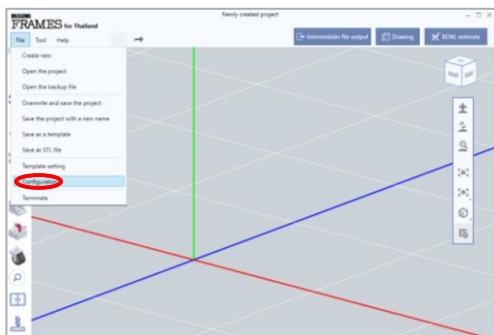 Newly created project
FRAMES for Thailand
File Tool Help
Intermediate file output
Drawing
BOM, estimate
Create new
Open the project
Open the backup file
Overwrite and save the project
Save the project with a new name
Save as a template
Save as STL file
Template setting
Configuration
Terminate